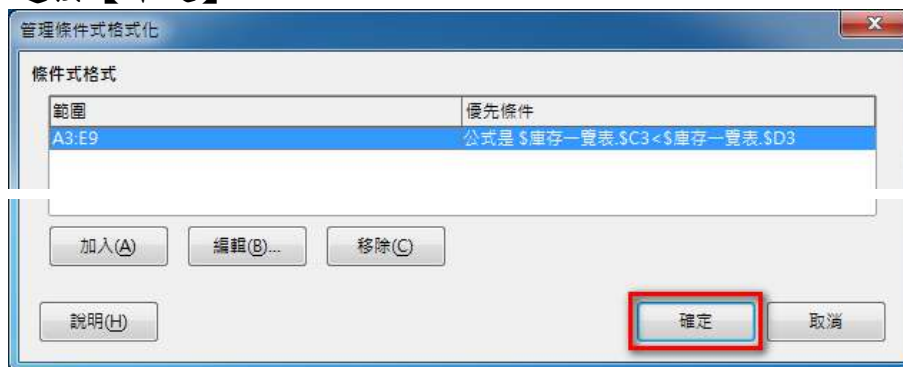 管理條件式格式化
條件式格式
範圍 優先條件
A3:E9 公式是 $庫存一覽表.$C3<$庫存一覽表.$D3
加入(A) 編輯(B)... 移除(C)
說明(H) 確定 取消